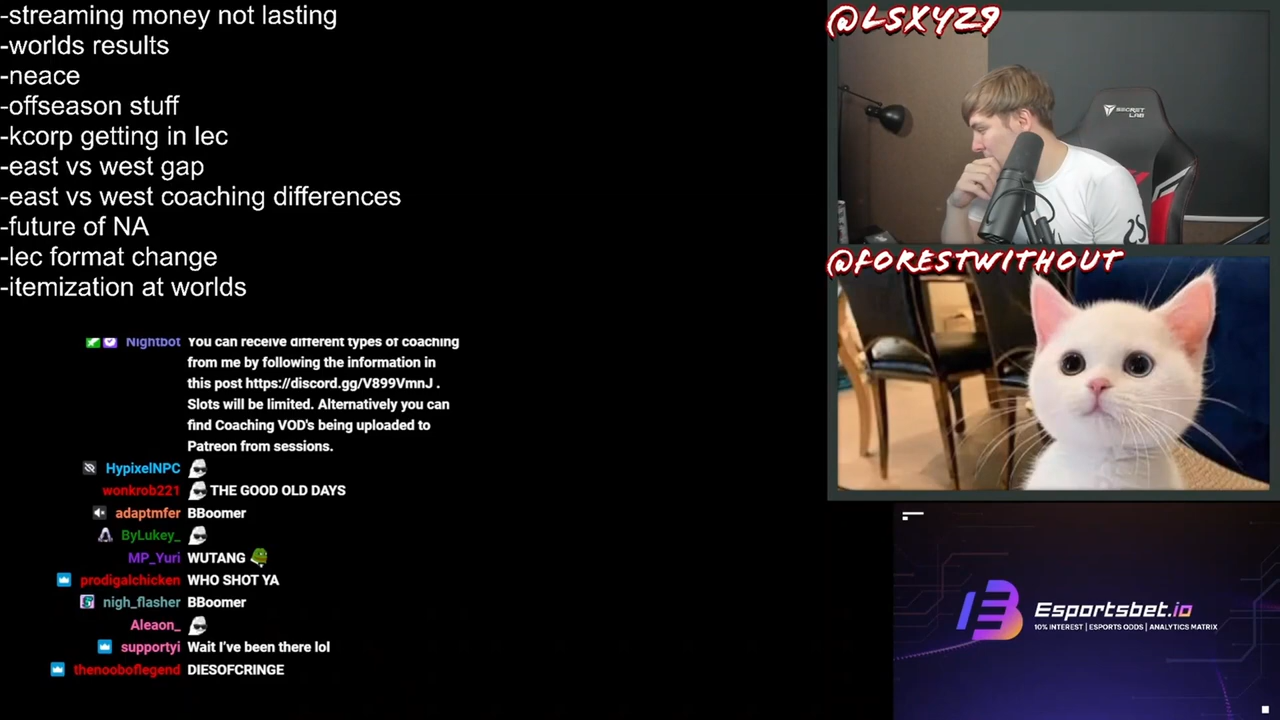 -streaming money not lasting
-worlds results
-neace
-offseason stuff
-kcorp getting in lec
-east vs west gap
-east vs west coaching differences
-future of NA
-lec format change
-itemization at worlds
Nightbot You can receive different types of coaching
from me by following the information in
this post https://discord.gg/V899VmnJ .
Slots will be limited. Alternatively you can
find Coaching VOD's being uploaded to
Patreon from sessions.
HypixelNPC
wonkrob221 THE GOOD OLD DAYS
adaptmfer BBoomer
ByLukey_
MP_Yuri WUTANG
prodigalchicken WHO SHOT YA
nigh_flasher BBoomer
Aleaon_
supportyi Wait I've been there lol
thenooboflegend DIESOFCRINGE
@LSXYZ9
SECRET
LAB
@FORESTWITHOUT
Esportsbet.io
10% INTEREST | ESPORTS ODDS | ANALYTICS MATRIX